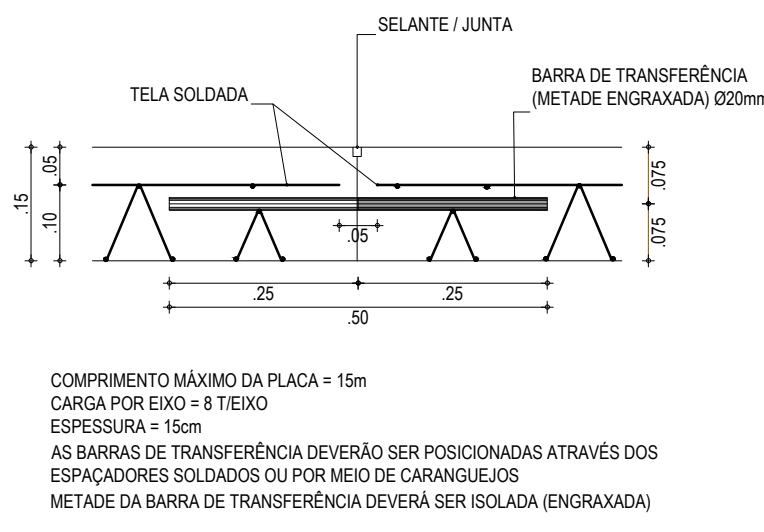 SELANTE / JUNTA
BARRA DE TRANSFERÊNCIA
(METADE ENGRAXADA) Ø20mm
TELA SOLDADA
.05
.15
.10
.075
.075
.05
.25
.25
.50
COMPRIMENTO MÁXIMO DA PLACA = 15m
CARGA POR EIXO = 8 T/EIXO
ESPESSURA = 15cm
AS BARRAS DE TRANSFERÊNCIA DEVERÃO SER POSICIONADAS ATRAVÉS DOS
ESPAÇADORES SOLDADOS OU POR MEIO DE CARANGUEJOS
METADE DA BARRA DE TRANSFERÊNCIA DEVERÁ SER ISOLADA (ENGRAXADA)